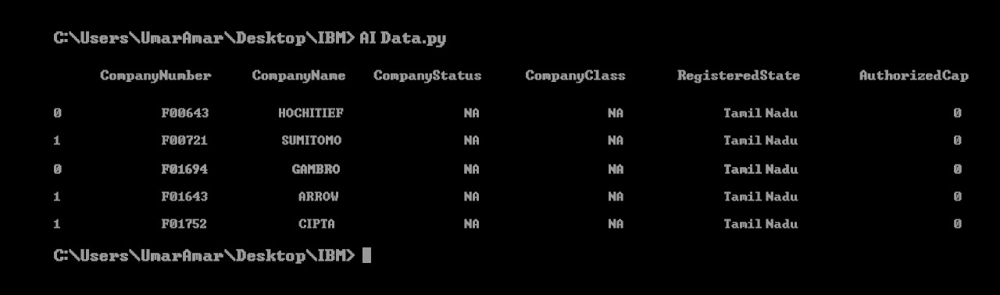 C:\Users\UmarAmar\Desktop\IBM> AI Data.py
CompanyNumber CompanyName CompanyStatus CompanyClass RegisteredState AuthorizedCap
0 F00643 HOCHITIEF NA NA Tamil Nadu 0
1 F00721 SUMITOMO NA NA Tamil Nadu 0
0 F01694 GAMBRO NA NA Tamil Nadu 0
1 F01643 ARROW NA NA Tamil Nadu 0
1 F01752 CIPTA NA NA Tamil Nadu 0
C:\Users\UmarAmar\Desktop\IBM>